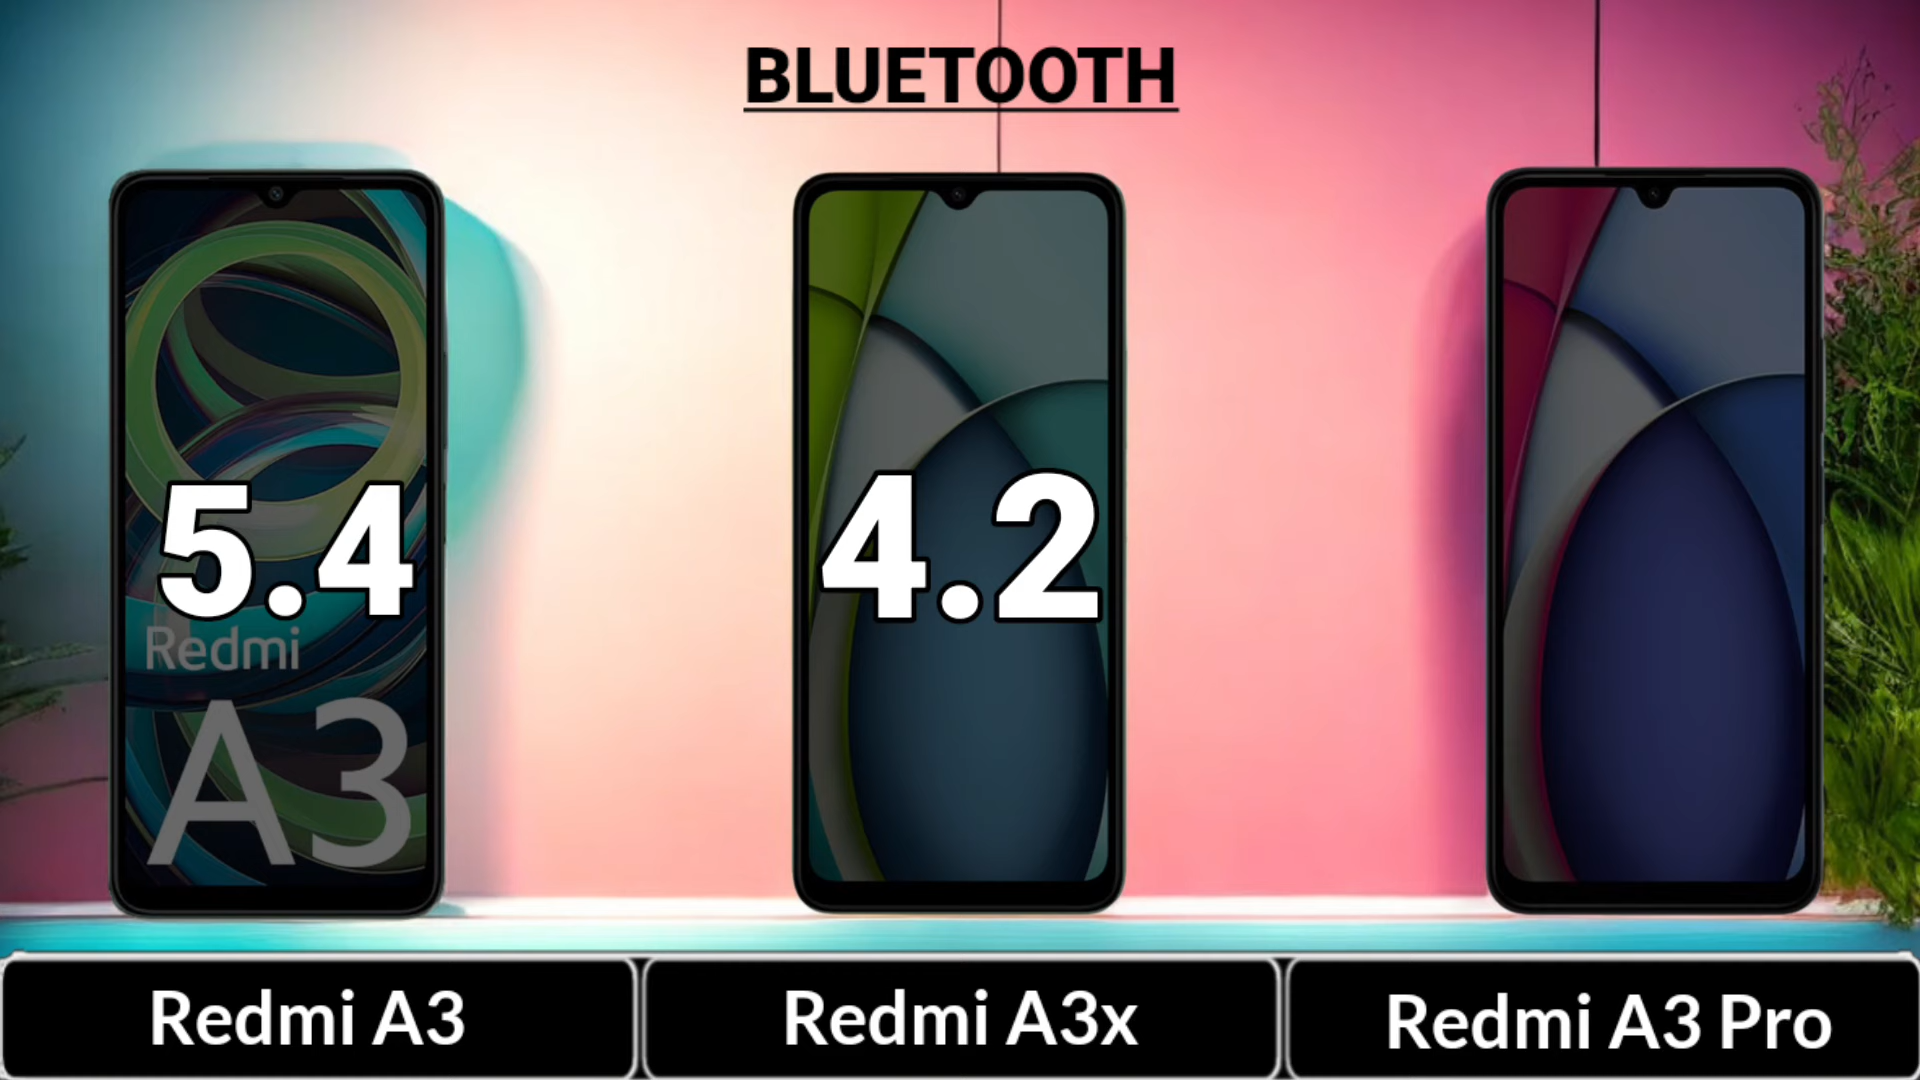 BLUETOOTH
5.4
Redmi
A3
4.2
Redmi A3
Redmi A3x
Redmi A3 Pro